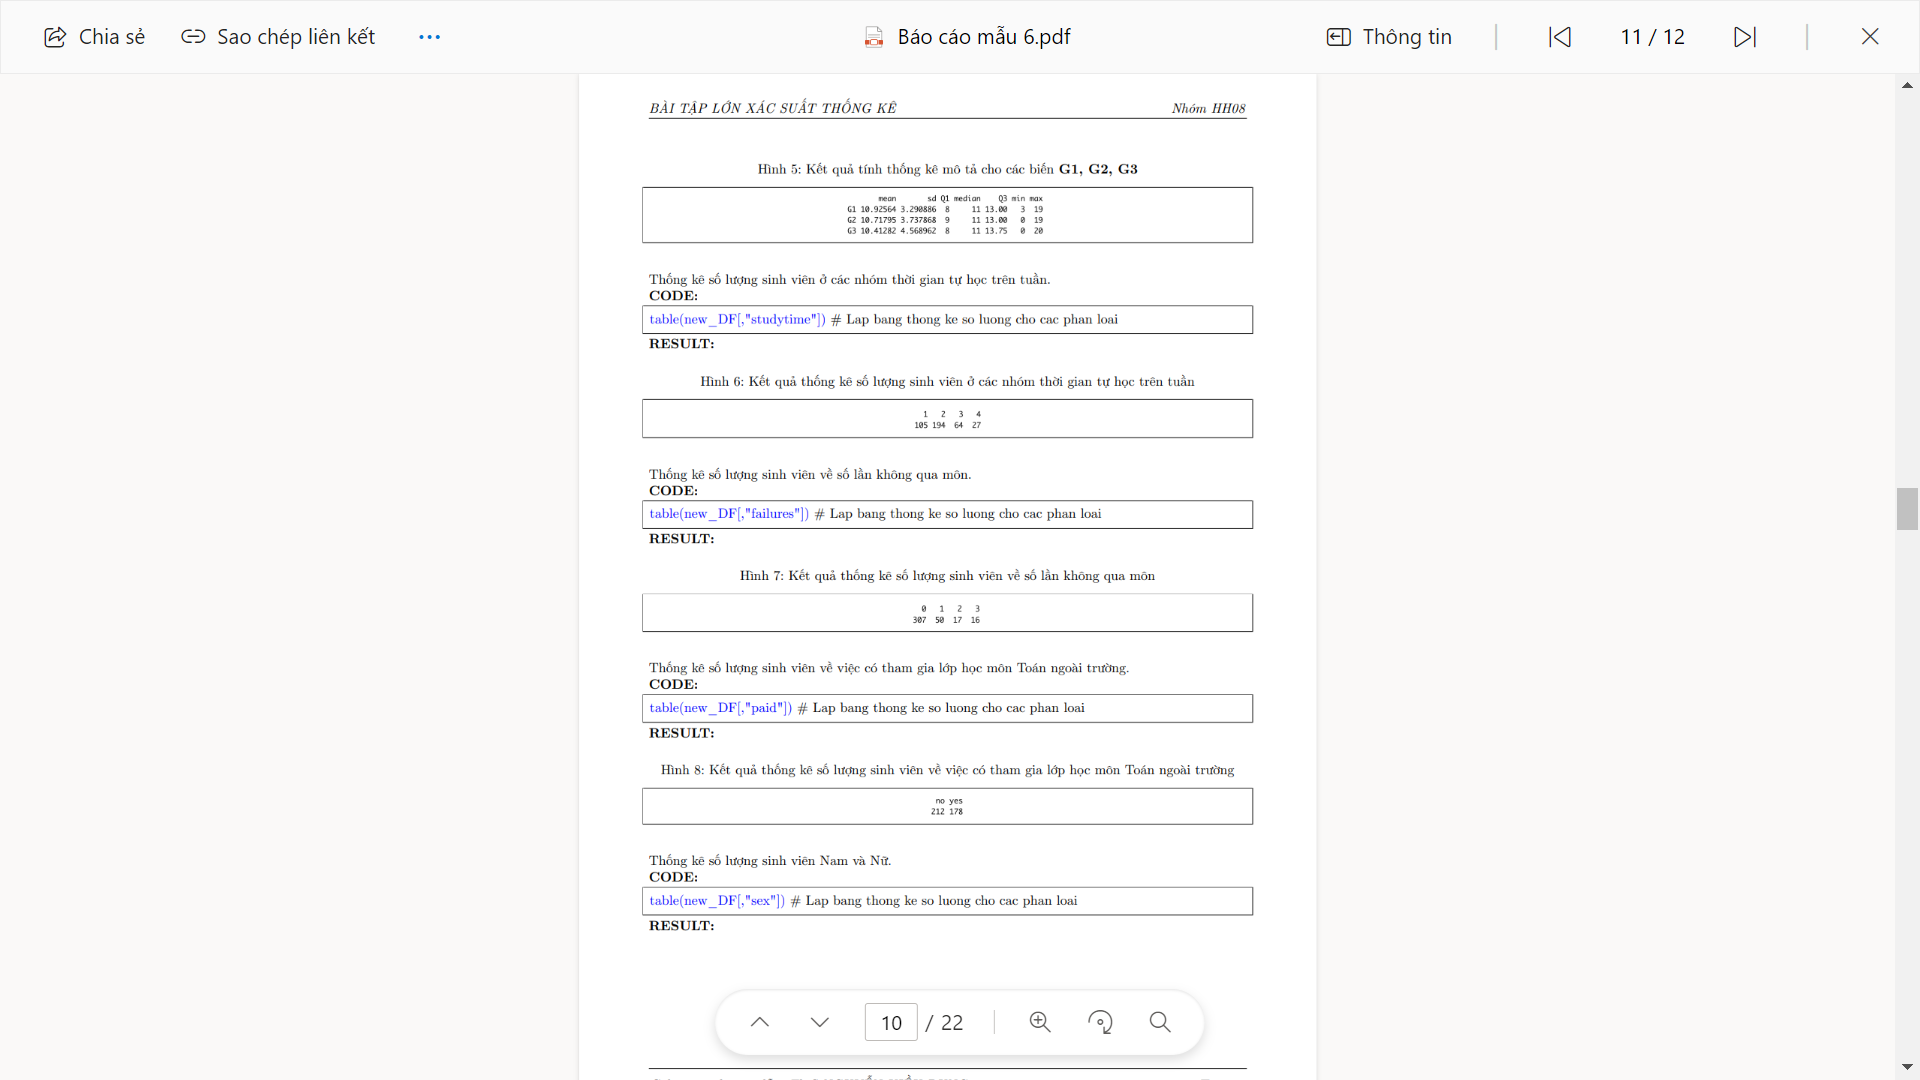 Chia sẻ
Sao chép liên kết
Báo cáo mẫu 6.pdf
Thông tin
11 / 12
BÀI TẬP LỚN XÁC SUẤT THỐNG KÊ
Nhóm HH08
Hình 5: Kết quả tính thống kê mô tả cho các biến G1, G2, G3
mean sd Q1 median Q3 min max
G1 10.92564 3.290886 8 11 13.00 3 19
G2 10.71795 3.737868 9 11 13.00 0 19
G3 10.41282 4.568962 8 11 13.75 0 20
Thống kê số lượng sinh viên ở các nhóm thời gian tự học trên tuần.
CODE:
table(new_DF[,"studytime"]) # Lap bang thong ke so luong cho cac phan loai
RESULT:
Hình 6: Kết quả thống kê số lượng sinh viên ở các nhóm thời gian tự học trên tuần
1 2 3 4
105 194 64 27
Thống kê số lượng sinh viên về số lần không qua môn.
CODE:
table(new_DF[,"failures"]) # Lap bang thong ke so luong cho cac phan loai
RESULT:
Hình 7: Kết quả thống kê số lượng sinh viên về số lần không qua môn
0 1 2 3
307 50 17 16
Thống kê số lượng sinh viên về việc có tham gia lớp học môn Toán ngoài trường.
CODE:
table(new_DF[,"paid"]) # Lap bang thong ke so luong cho cac phan loai
RESULT:
Hình 8: Kết quả thống kê số lượng sinh viên về việc có tham gia lớp học môn Toán ngoài trường
no yes
212 178
Thống kê số lượng sinh viên Nam và Nữ.
CODE:
table(new_DF[,"sex"]) # Lap bang thong ke so luong cho cac phan loai
RESULT:
10 / 22